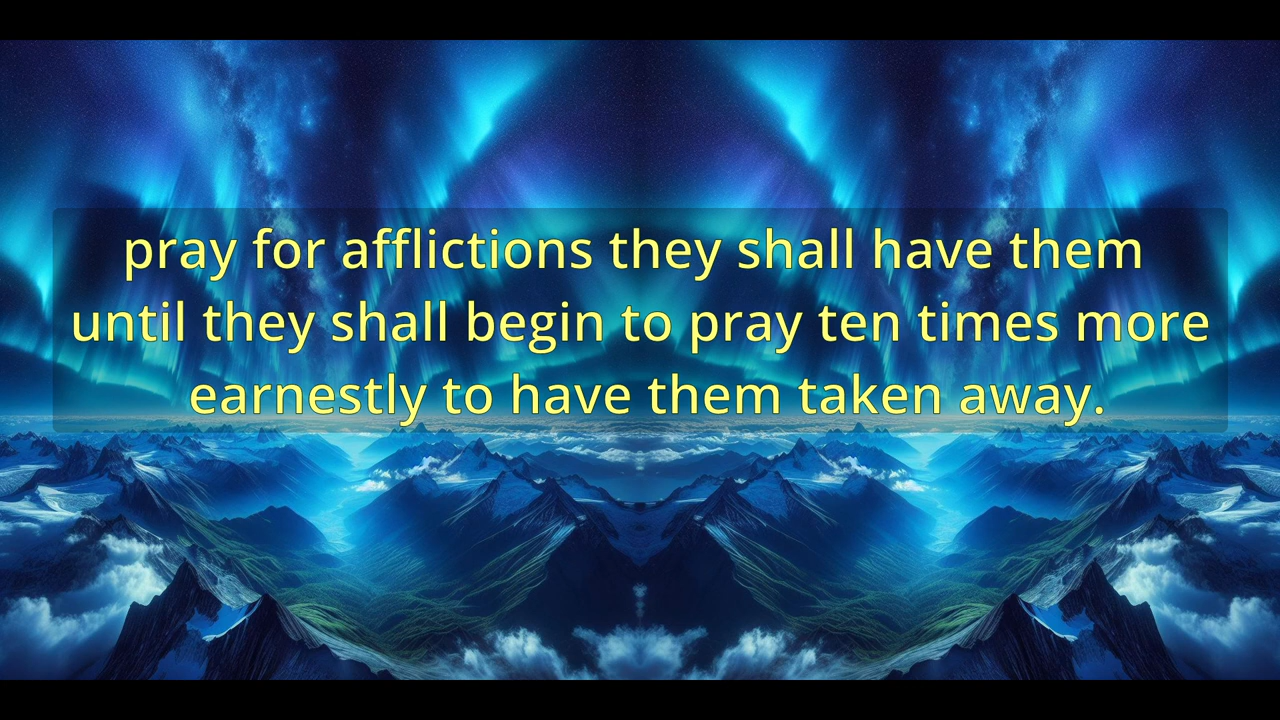 pray for afflictions they shall have them
until they shall begin to pray ten times more
earnestly to have them taken away.